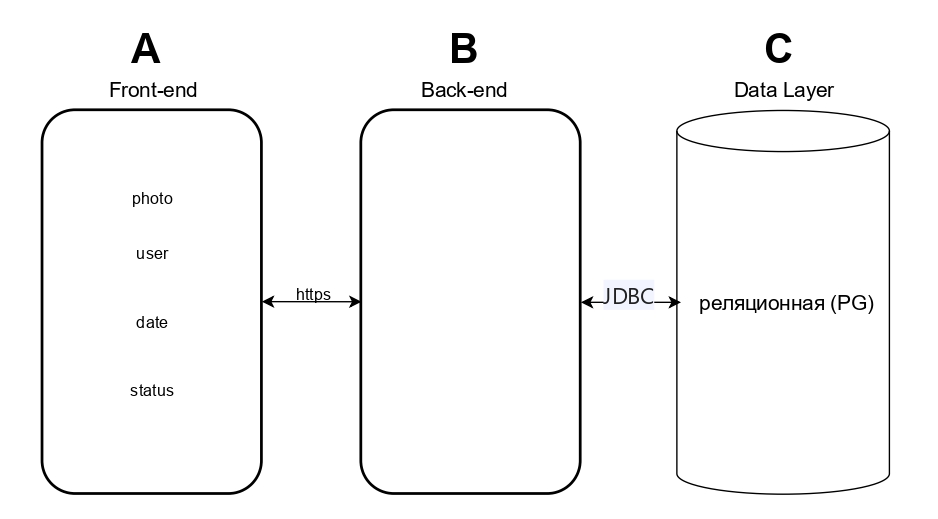 A
B
C
Front-end
Back-end
Data Layer
photo
user
date
status
https
JDBC
реляционная (PG)